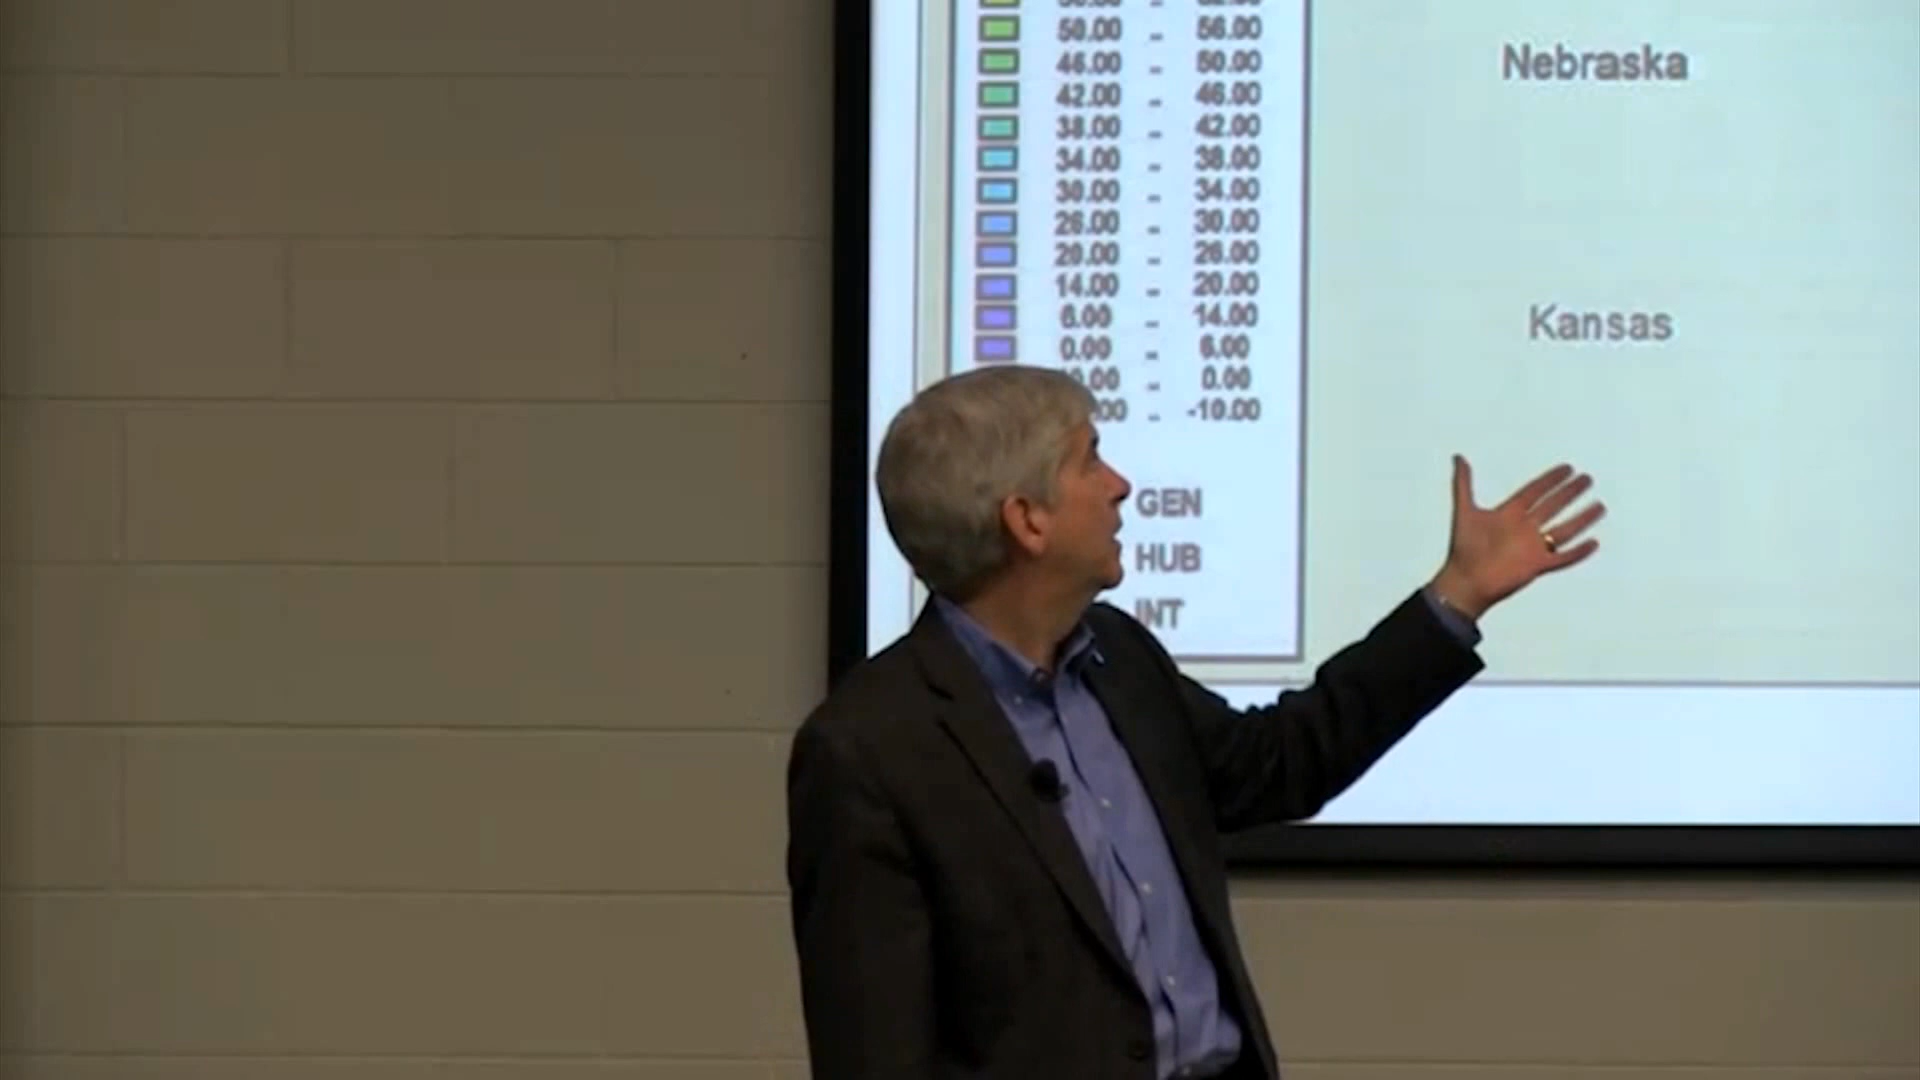 50.00 - 56.00
46.00 - 50.00
42.00 - 46.00
38.00 - 42.00
34.00 - 38.00
30.00 - 34.00
26.00 - 30.00
20.00 - 26.00
14.00 - 20.00
6.00 - 14.00
0.00 - 6.00
- 0.00
- -10.00
GEN
HUB
INT
Nebraska
Kansas